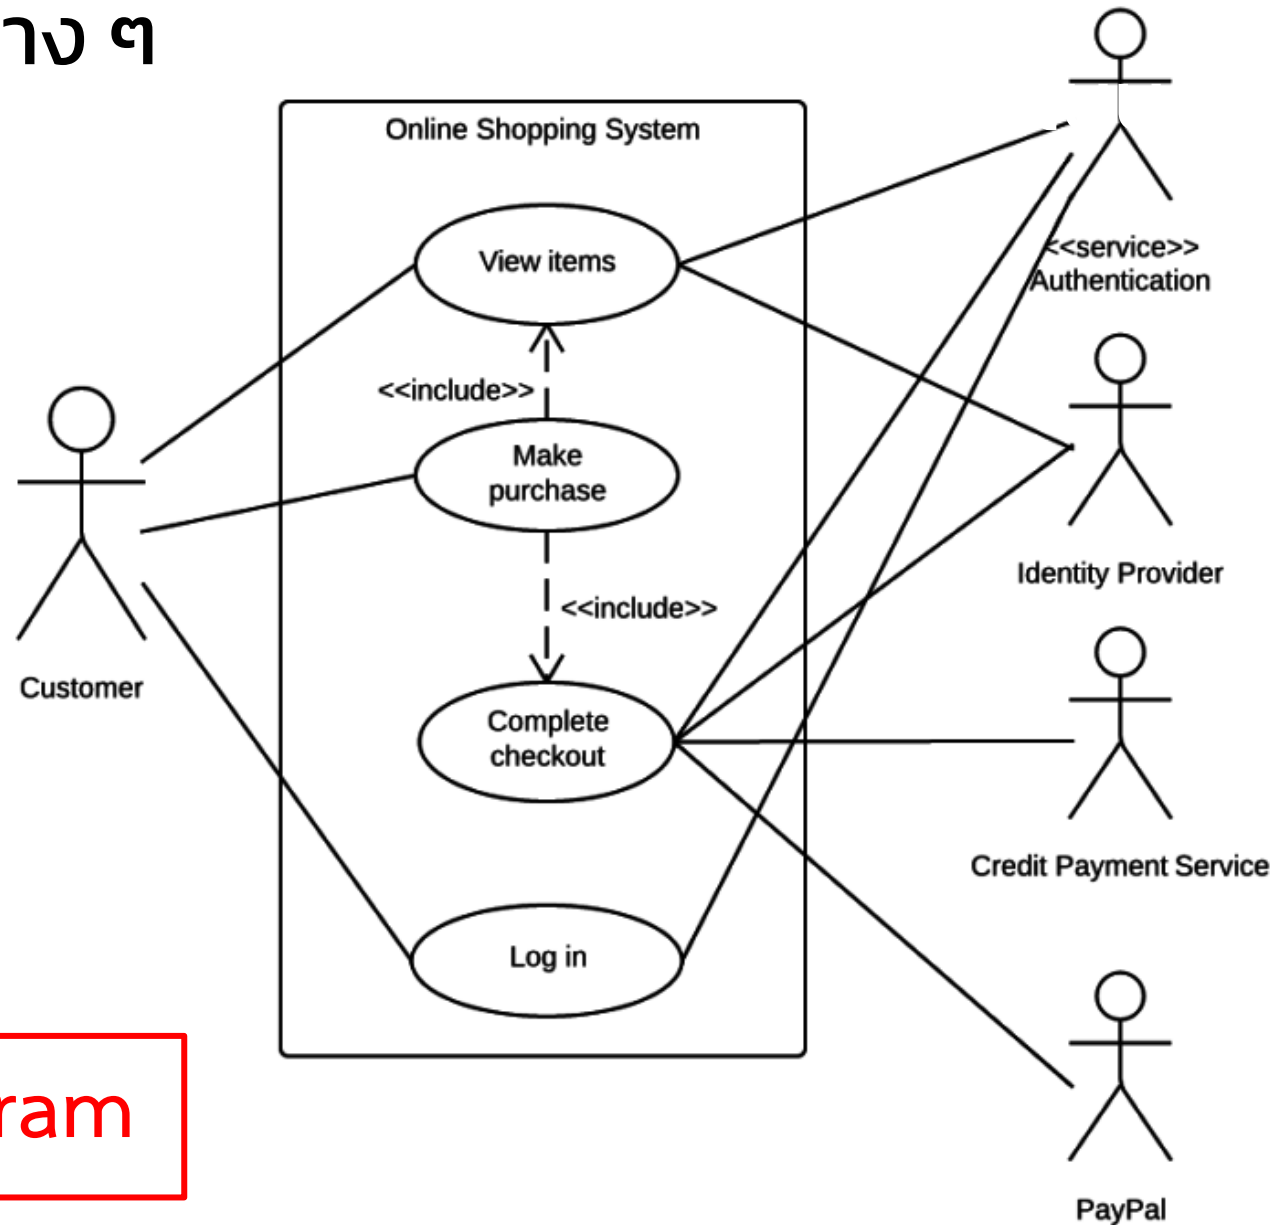 าง ๆ
Online Shopping System
View items
<<include>>
Make
purchase
<<include>>
Complete
checkout
Log in
Customer
<<service>>
Authentication
Identity Provider
Credit Payment Service
PayPal
ram